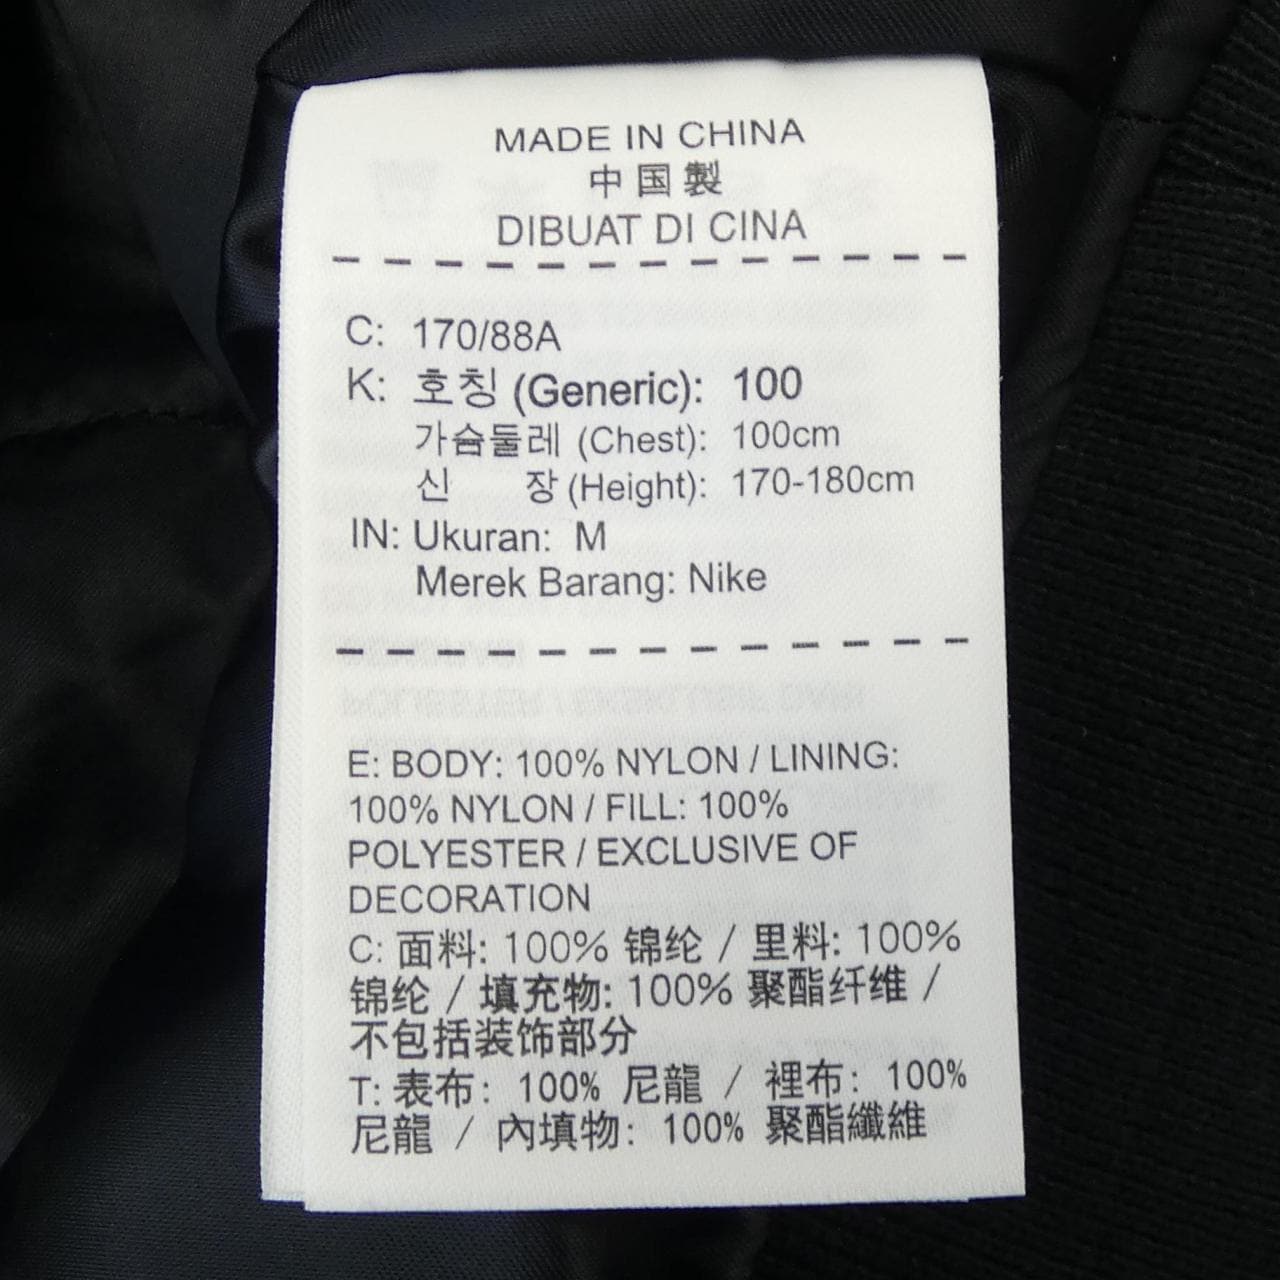 MADE IN CHINA
中国製
DIBUAT DI CINA
C: 170/88A
K: 호칭 (Generic): 100
가슴둘레 (Chest): 100cm
신 장 (Height): 170-180cm
IN: Ukuran: M
Merek Barang: Nike
E: BODY: 100% NYLON / LINING:
100% NYLON / FILL: 100%
POLYESTER / EXCLUSIVE OF
DECORATION
C: 面料: 100% 锦纶 / 里料: 100%
锦纶 / 填充物: 100% 聚酯纤维 /
不包括装饰部分
T: 表布: 100% 尼龍 / 裡布: 100%
尼龍 / 內填物: 100% 聚酯纖維